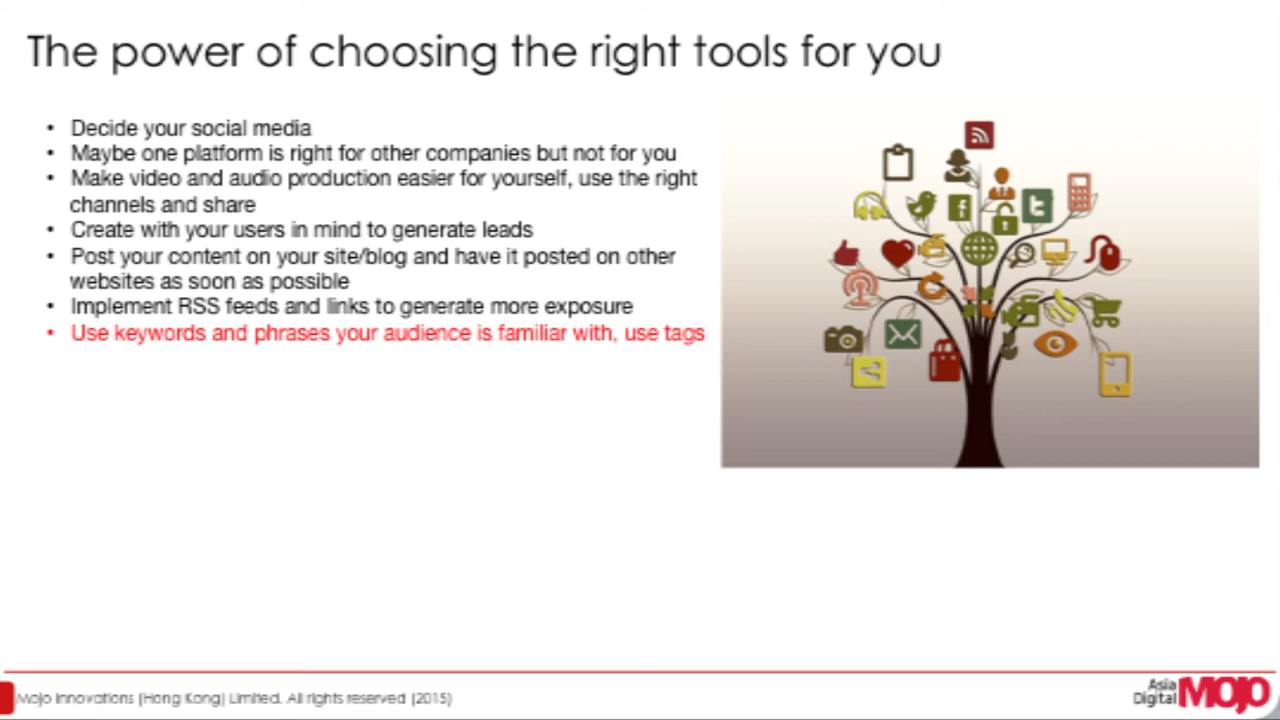 The power of choosing the right tools for you
• Decide your social media
• Maybe one platform is right for other companies but not for you
• Make video and audio production easier for yourself, use the right
channels and share
• Create with your users in mind to generate leads
• Post your content on your site/blog and have it posted on other
websites as soon as possible
• Implement RSS feeds and links to generate more exposure
• Use keywords and phrases your audience is familiar with, use tags
Mojo Innovations (Hong Kong) Limited. All rights reserved (2015)
Asia
Digital MOJO